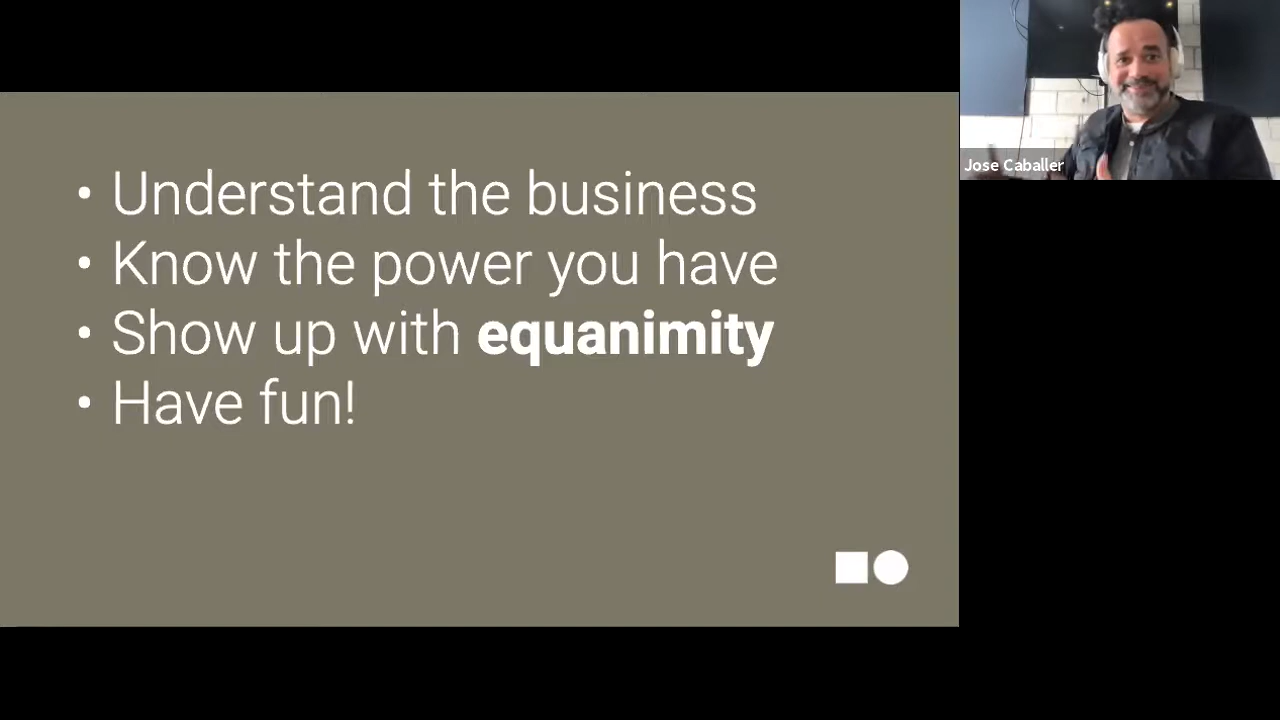 • Understand the business
• Know the power you have
• Show up with equanimity
• Have fun!
Jose Caballer